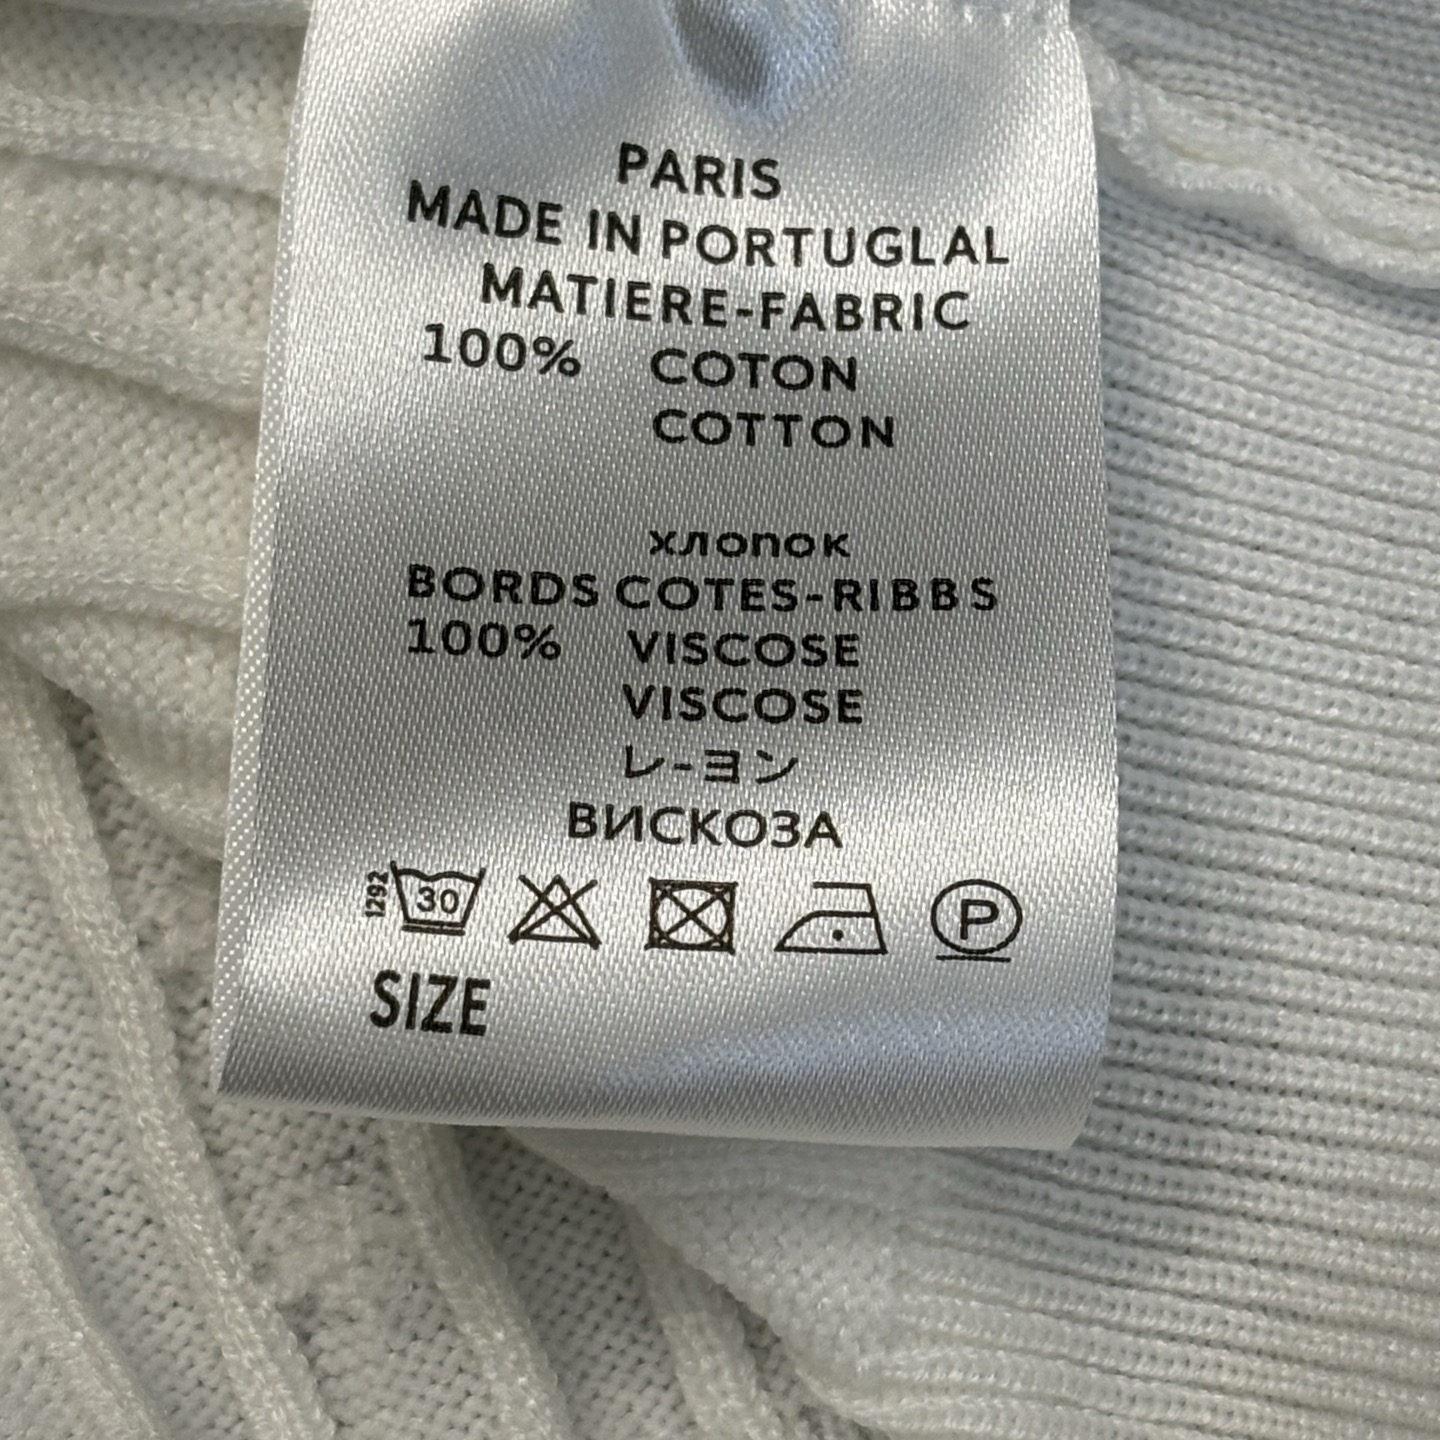 PARIS
MADE IN PORTUGLAL
MATIERE-FABRIC
100% COTON
COTTON
хлопок
BORDS COTES-RIBBS
100% VISCOSE
VISCOSE
レ-ヨン
ВИСКОЗА
1292 30 P
SIZE